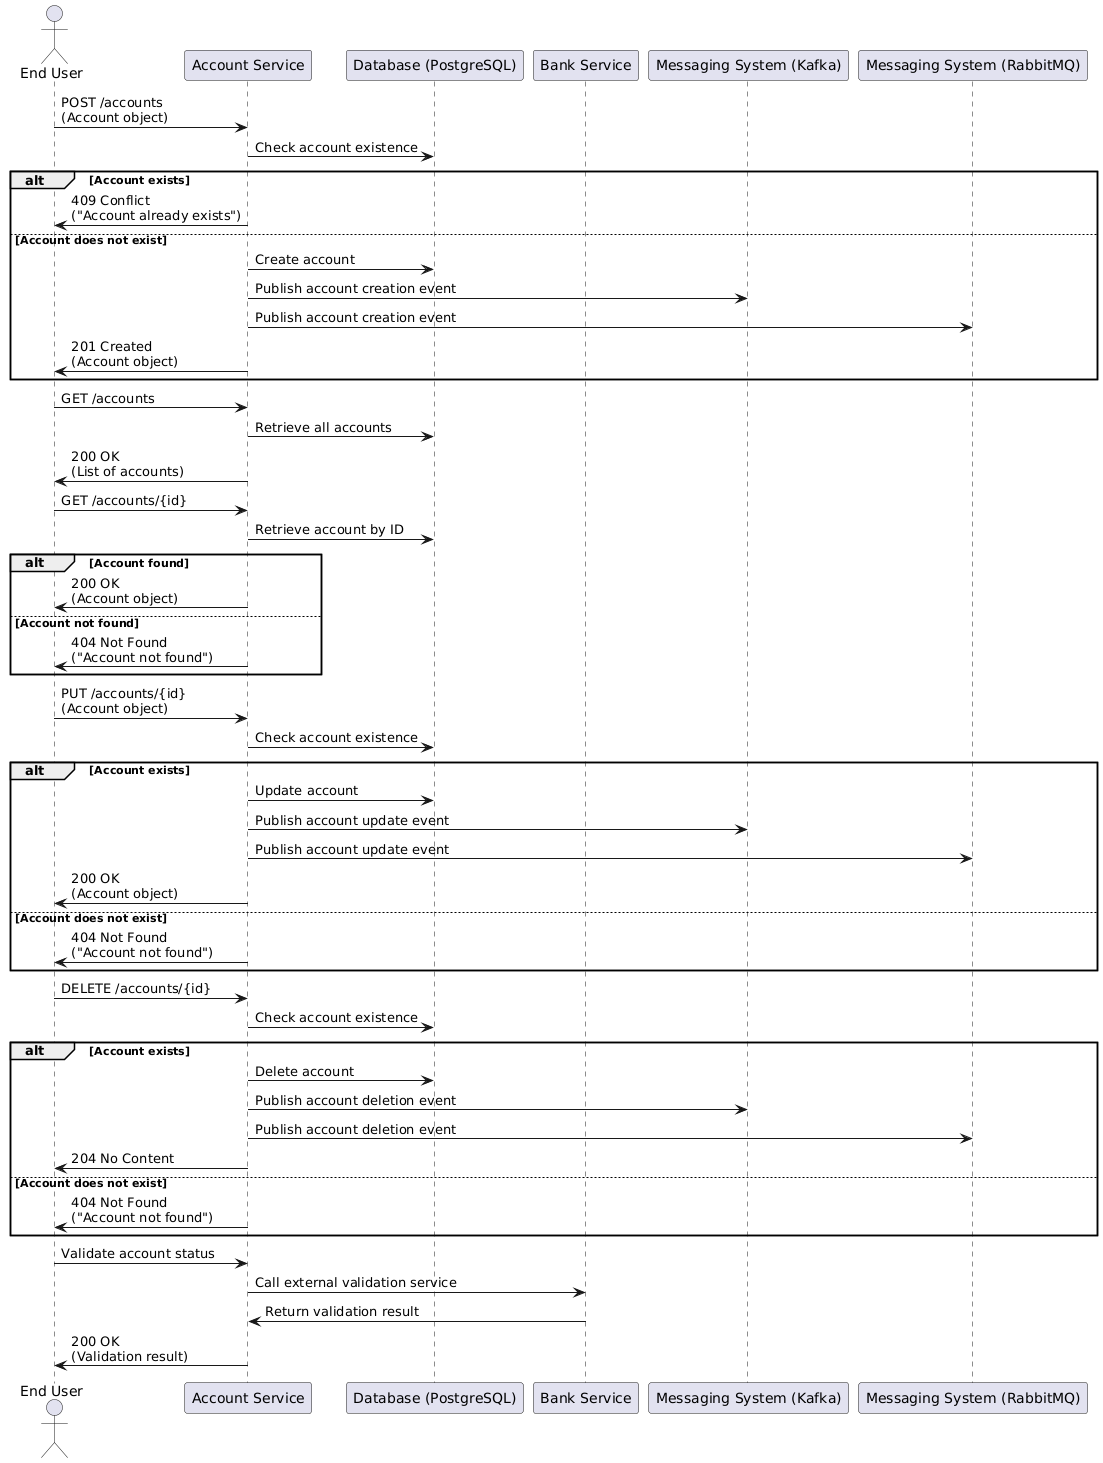 End User
Account Service
Database (PostgreSQL)
Bank Service
Messaging System (Kafka)
Messaging System (RabbitMQ)
POST /accounts
(Account object)
Check account existence
alt
[Account exists]
409 Conflict
("Account already exists")
[Account does not exist]
Create account
Publish account creation event
Publish account creation event
201 Created
(Account object)
GET /accounts
Retrieve all accounts
200 OK
(List of accounts)
GET /accounts/{id}
Retrieve account by ID
alt
[Account found]
200 OK
(Account object)
[Account not found]
404 Not Found
("Account not found")
PUT /accounts/{id}
(Account object)
Check account existence
alt
[Account exists]
Update account
Publish account update event
Publish account update event
200 OK
(Account object)
[Account does not exist]
404 Not Found
("Account not found")
DELETE /accounts/{id}
Check account existence
alt
[Account exists]
Delete account
Publish account deletion event
Publish account deletion event
204 No Content
[Account does not exist]
404 Not Found
("Account not found")
Validate account status
Call external validation service
Return validation result
200 OK
(Validation result)
End User
Account Service
Database (PostgreSQL)
Bank Service
Messaging System (Kafka)
Messaging System (RabbitMQ)